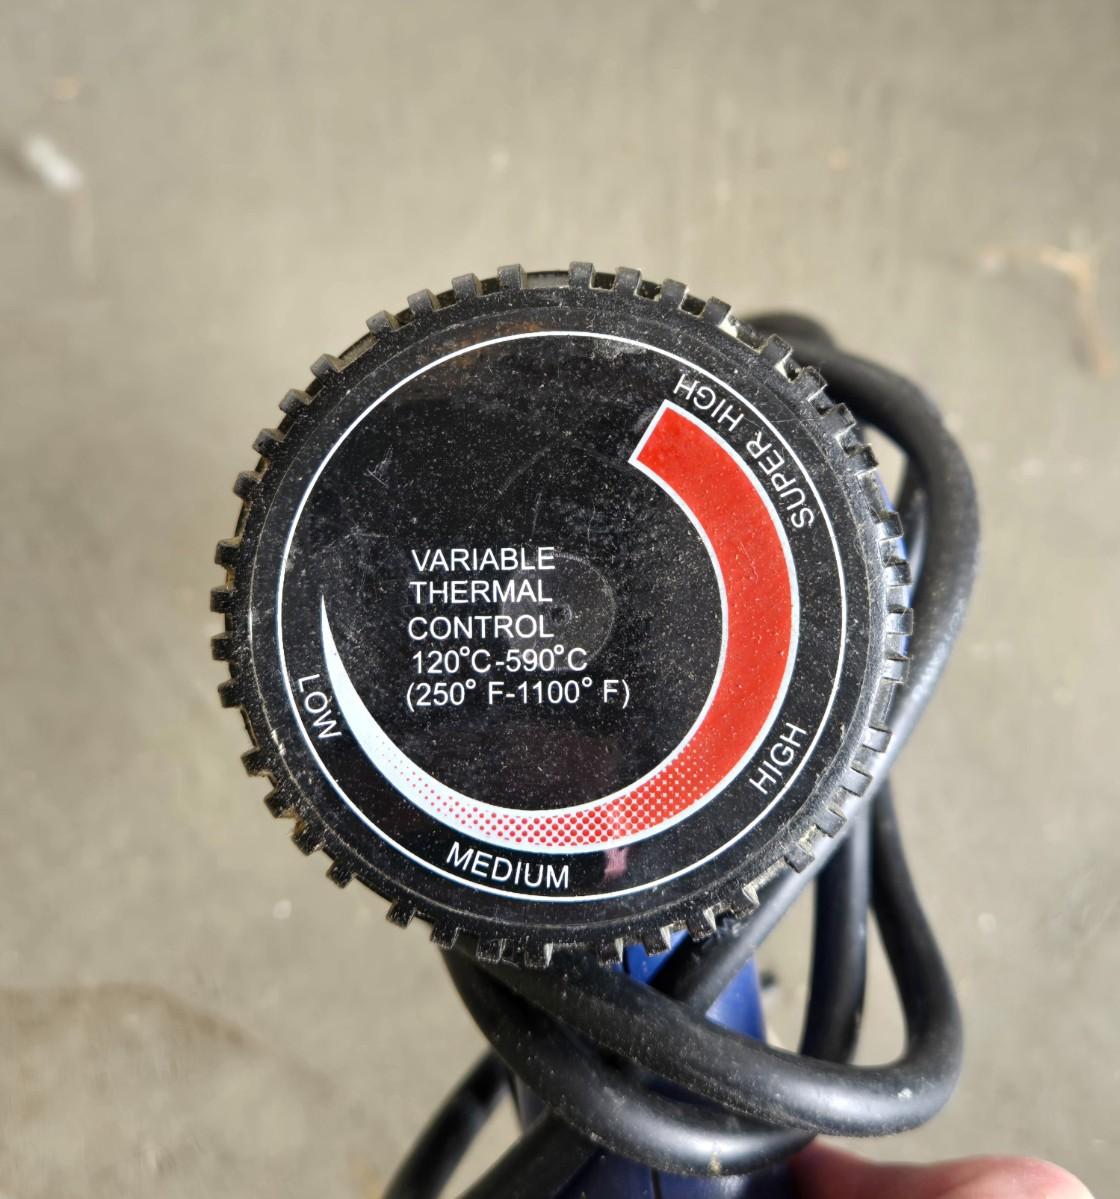 VARIABLE
THERMAL
CONTROL
120°C-590°C
(250° F-1100° F)
LOW
MEDIUM
HIGH
SUPER HIGH